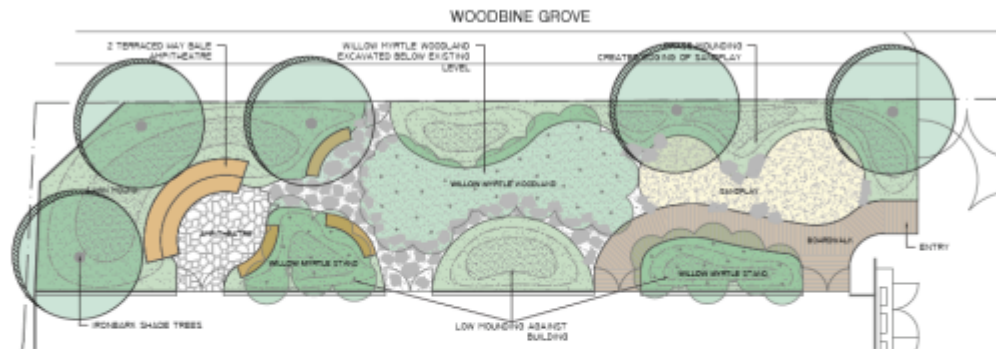 WOODBINE GROVE
2 TERRACED HAY BALE
AMPITHEATRE
WILLOW MYRTLE WOODLAND
EXCAVATED BELOW EXISTING
LEVEL
GRASS MOUNDING
CREATES EDGING OF SANDPLAY
WILLOW MYRTLE WOODLAND
SANDPLAY
AMPITHEATRE
BOARDWALK
ENTRY
WILLOW MYRTLE STAND
WILLOW MYRTLE STAND
IRONBARK SHADE TREES
LOW MOUNDING AGAINST
BUILDING